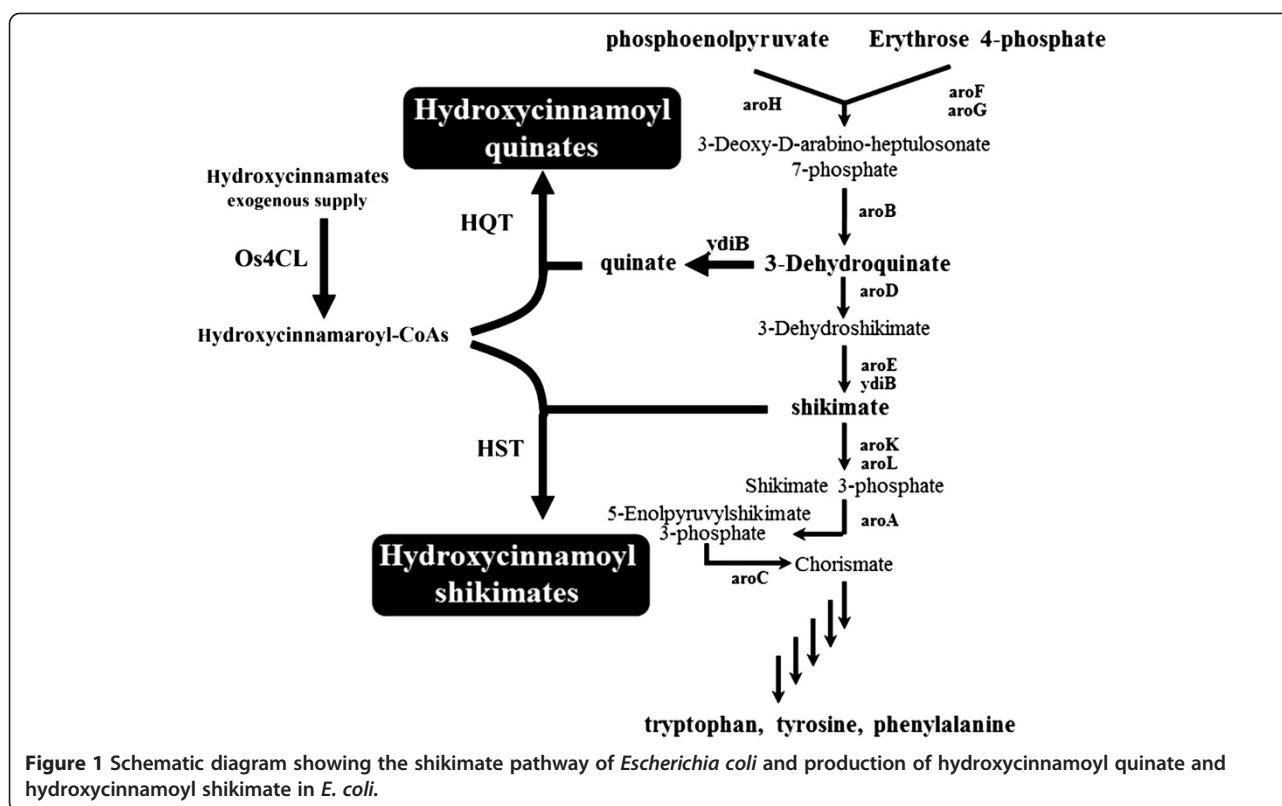 phosphoenolpyruvate Erythrose 4-phosphate
aroH
aroF
aroG
3-Deoxy-D-arabino-heptulosonate
7-phosphate
Hydroxycinnamoyl
quinates
Hydroxycinnamates
exogenous supply
aroB
HQT
Os4CL
quinate
ydiB
3-Dehydroquinate
aroD
Hydroxycinnamaroyl-CoAs
3-Dehydroshikimate
aroE
ydiB
shikimate
HST
aroK
aroL
Shikimate 3-phosphate
5-Enolpyruvylshikimate
3-phosphate
aroA
Hydroxycinnamoyl
shikimates
aroC
Chorismate
tryptophan, tyrosine, phenylalanine
Figure 1 Schematic diagram showing the shikimate pathway of Escherichia coli and production of hydroxycinnamoyl quinate and
hydroxycinnamoyl shikimate in E. coli.